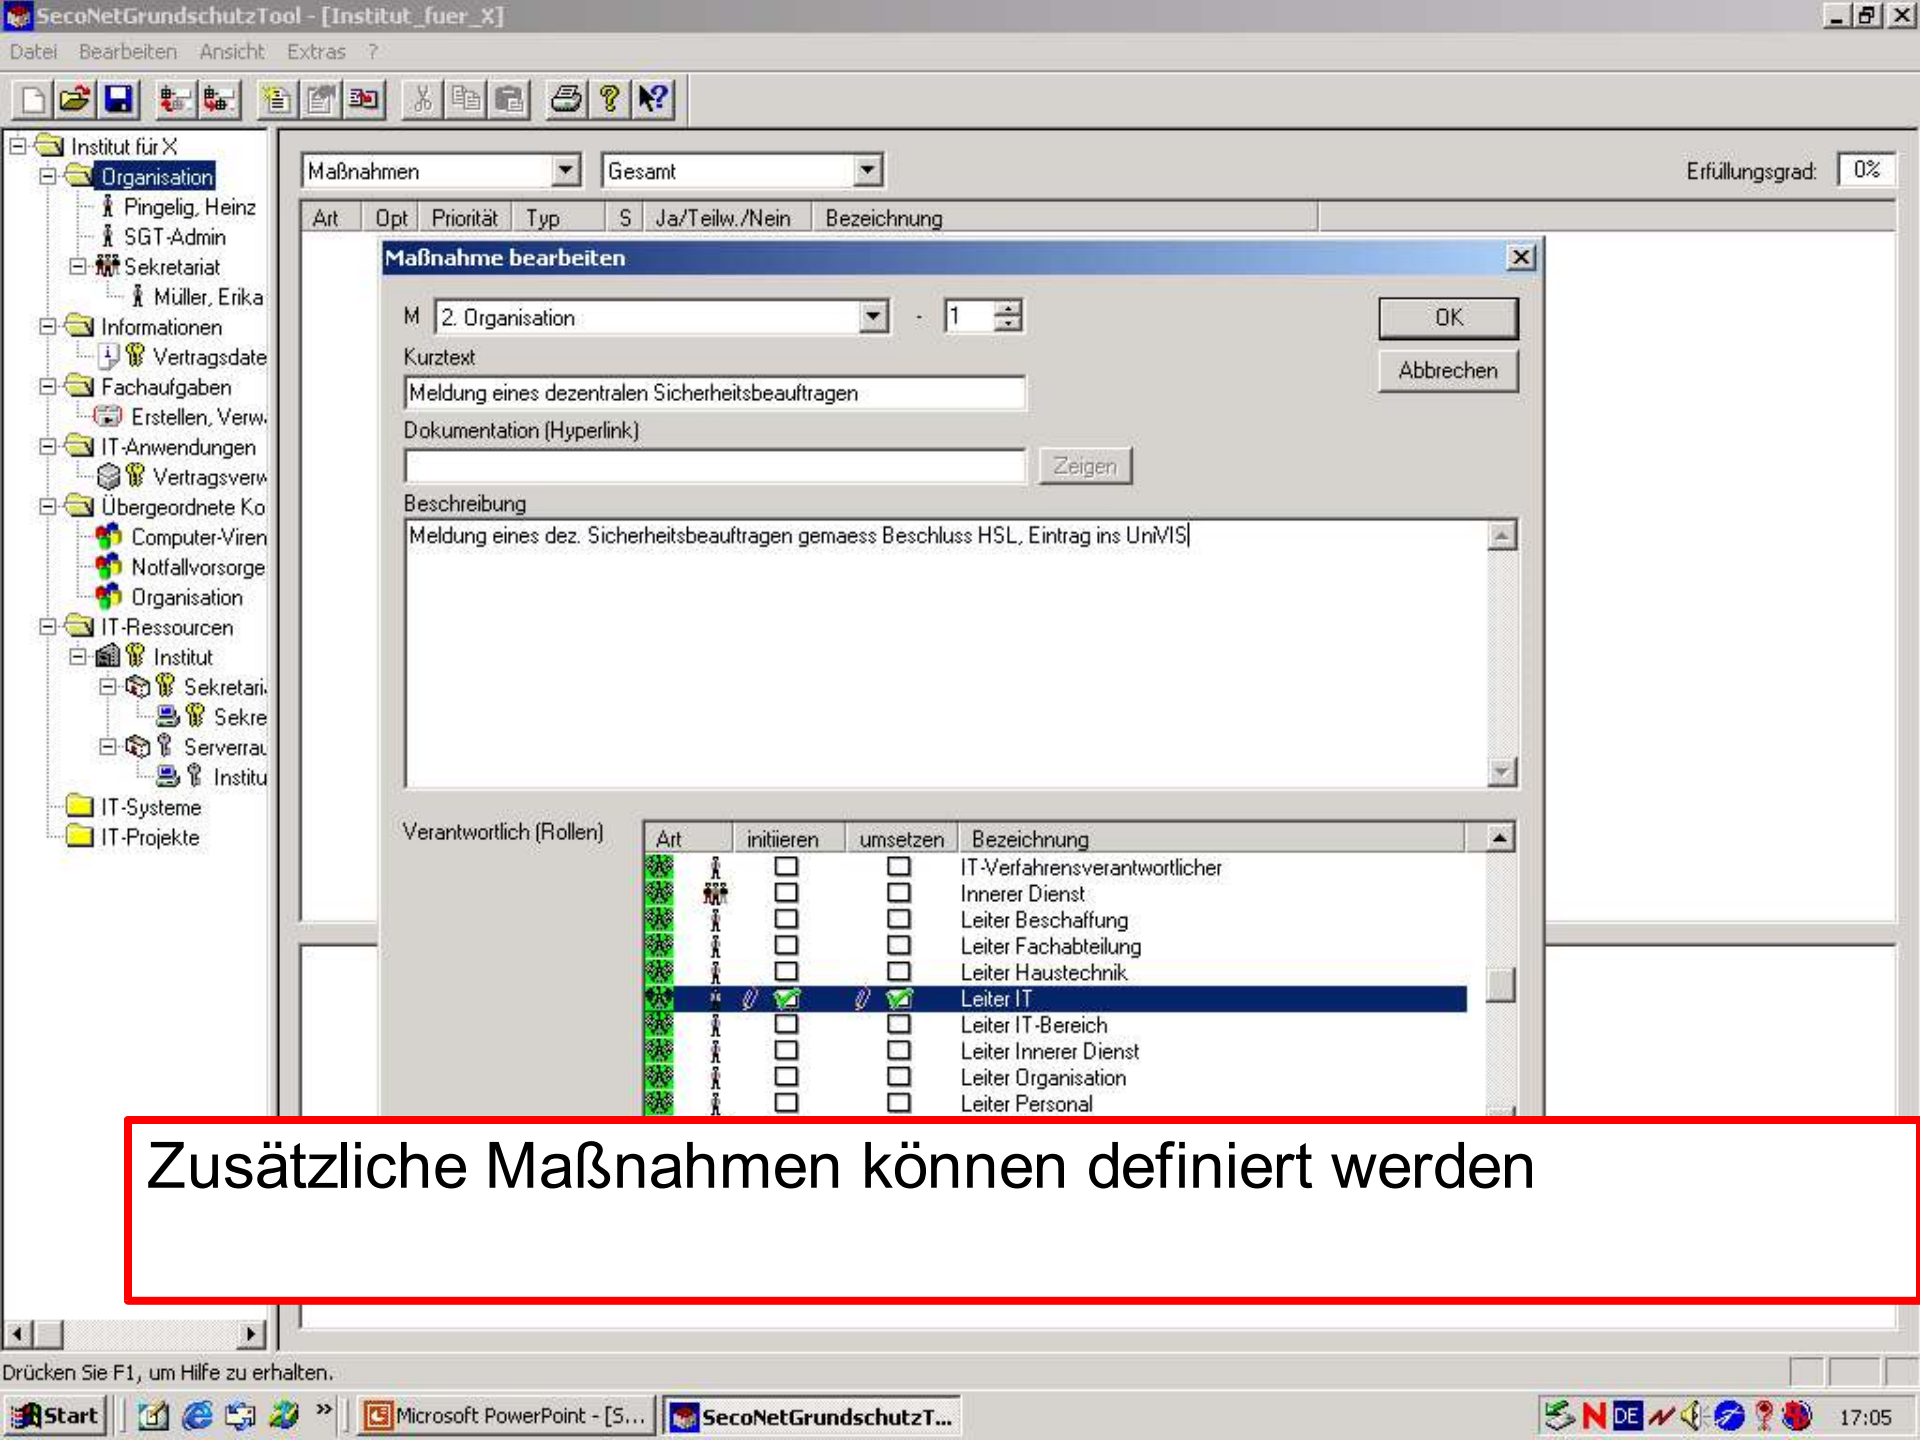 SecoNetGrundschutzTool - [Institut_fuer_X]
Datei Bearbeiten Ansicht Extras ?
Institut für X
Organisation
Pingelig, Heinz
SGT-Admin
Sekretariat
Müller, Erika
Informationen
Vertragsdate
Fachaufgaben
Erstellen, Verw
IT-Anwendungen
Vertragsverw
Übergeordnete Ko
Computer-Viren
Notfallvorsorge
Organisation
IT-Ressourcen
Institut
Sekretari
Sekre
Serverrau
Institu
IT-Systeme
IT-Projekte
Maßnahmen Gesamt Erfüllungsgrad: 0%
Art Opt Priorität Typ S Ja/Teilw./Nein Bezeichnung
Maßnahme bearbeiten
M 2. Organisation - 1 OK
Kurztext
Abbrechen
Meldung eines dezentralen Sicherheitsbeauftragen
Dokumentation (Hyperlink)
Zeigen
Beschreibung
Meldung eines dez. Sicherheitsbeauftragen gemaess Beschluss HSL, Eintrag ins UniVIS
Verantwortlich (Rollen)
Art initiieren umsetzen Bezeichnung
IT-Verfahrensverantwortlicher
Innerer Dienst
Leiter Beschaffung
Leiter Fachabteilung
Leiter Haustechnik
Leiter IT
Leiter IT-Bereich
Leiter Innerer Dienst
Leiter Organisation
Leiter Personal
Zusätzliche Maßnahmen können definiert werden
Drücken Sie F1, um Hilfe zu erhalten.
Start » Microsoft PowerPoint - [S... SecoNetGrundschutzT... N DE 17:05